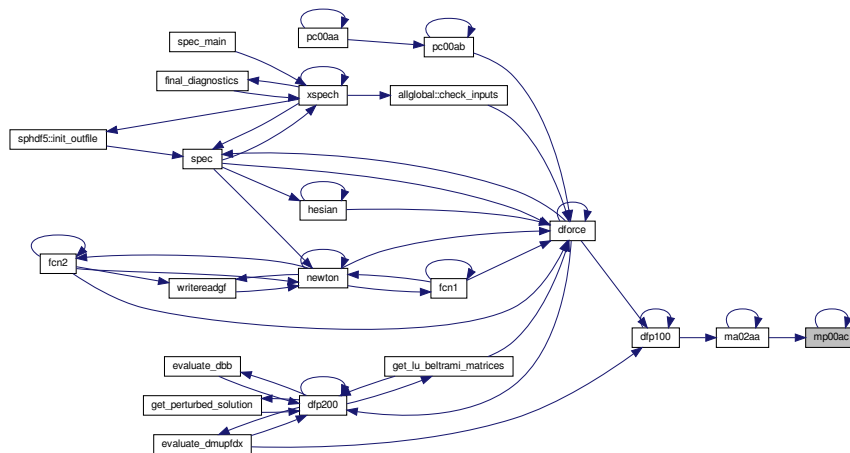 pc00aa
spec_main
pc00ab
final_diagnostics
xspech
allglobal::check_inputs
sphdf5::init_outfile
spec
hesian
dforce
fcn2
newton
writereadgf
fcn1
dfp100
ma02aa
mp00ac
evaluate_dbb
get_lu_beltrami_matrices
get_perturbed_solution
dfp200
evaluate_dmupfdx